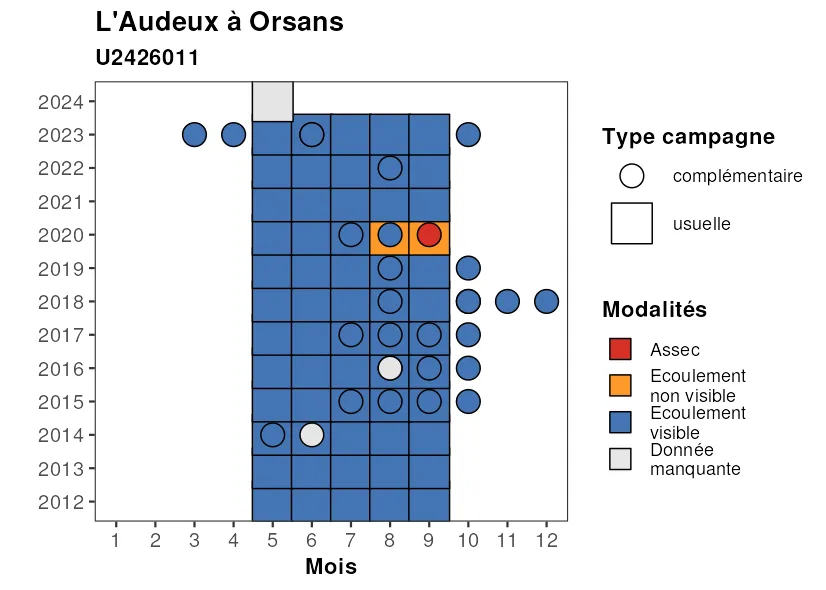 L'Audeux à Orsans
U2426011
2024
2023
2022
2021
2020
2019
2018
2017
2016
2015
2014
2013
2012
1 2 3 4 5 6 7 8 9 10 11 12
Mois
Type campagne
complémentaire
usuelle
Modalités
Assec
Ecoulement
non visible
Ecoulement
visible
Donnée
manquante